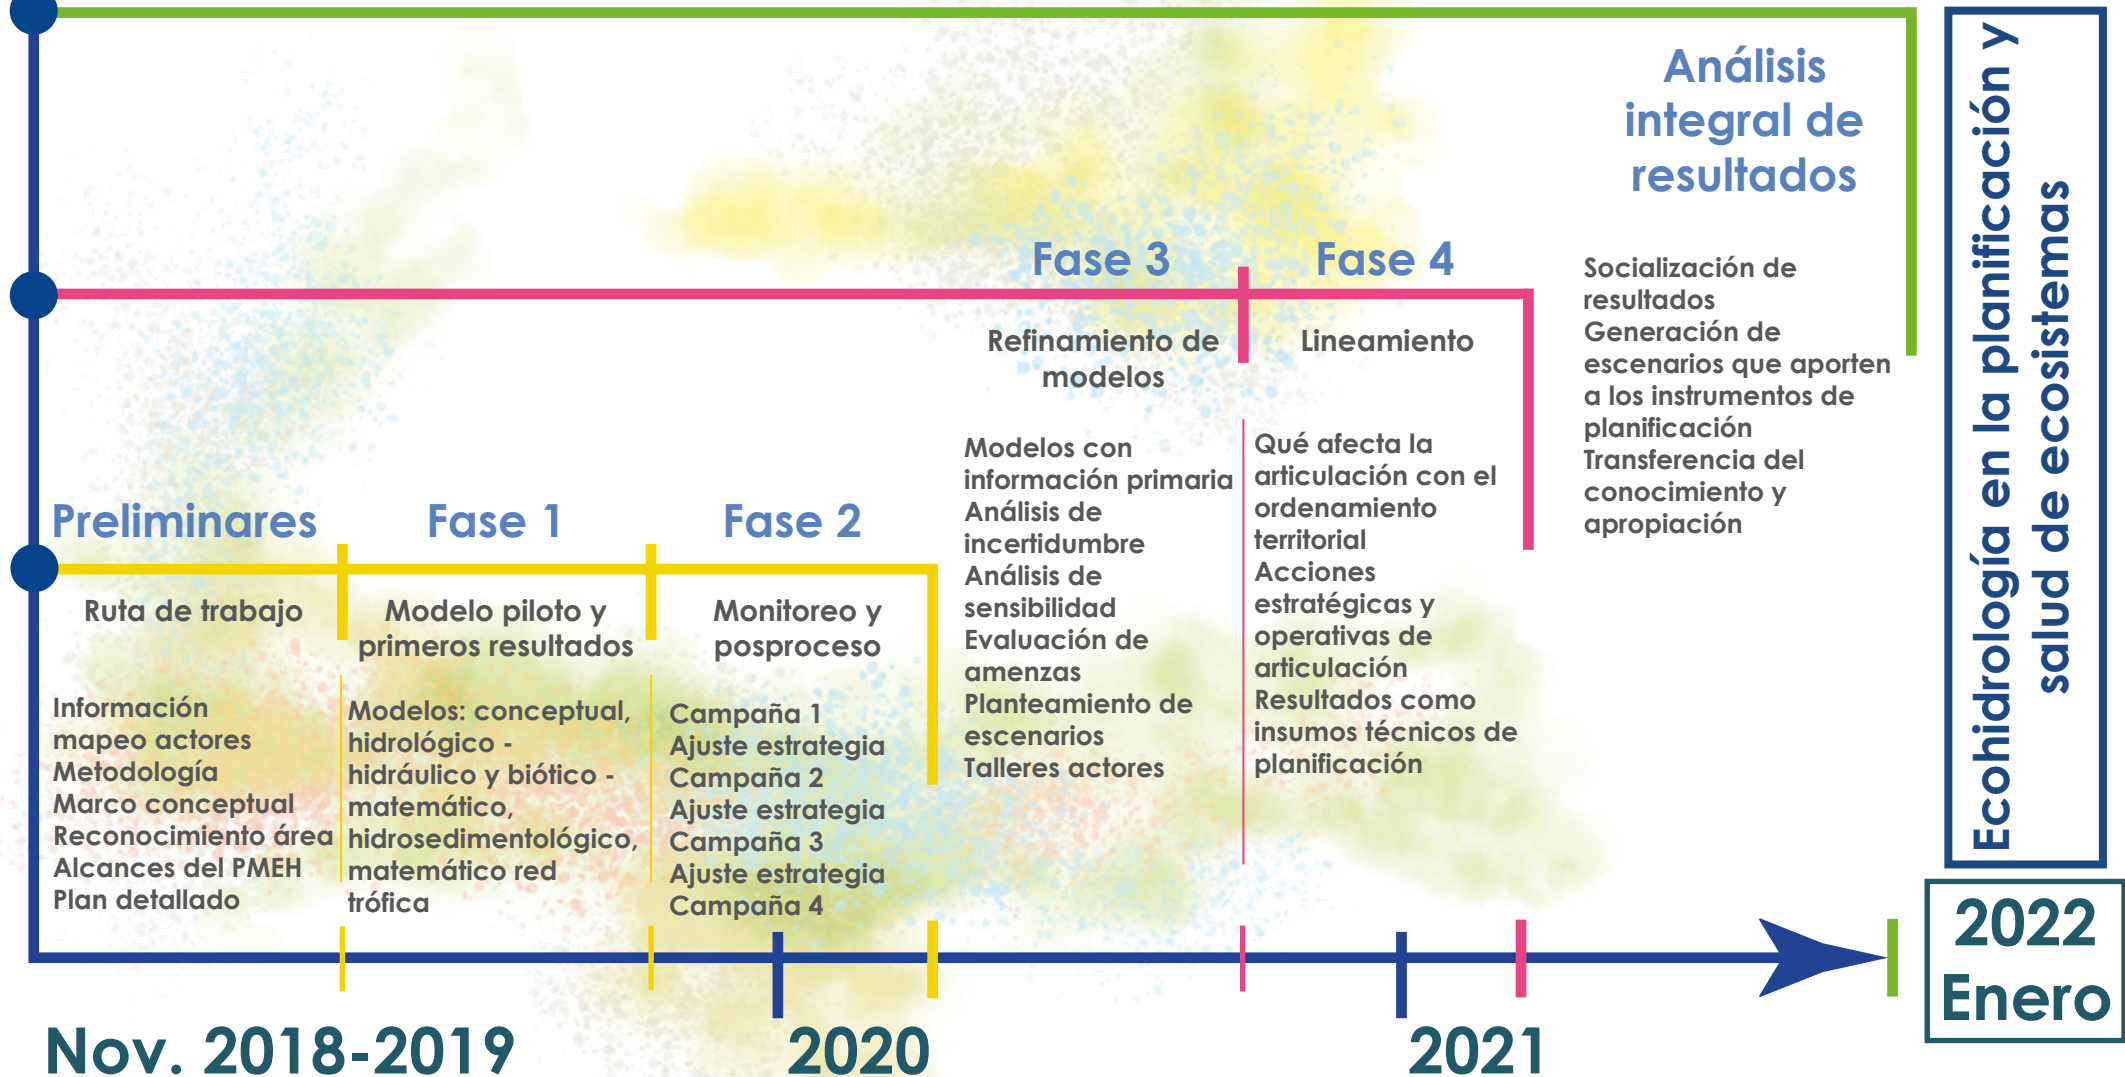 Preliminares
Ruta de trabajo
Información
mapeo actores
Metodología
Marco conceptual
Reconocimiento área
Alcances del PMEH
Plan detallado
Fase 1
Modelo piloto y
primeros resultados
Modelos: conceptual,
hidrológico -
hidráulico y biótico -
matemático,
hidrosedimentológico,
matemático red
trófica
Fase 2
Monitoreo y
posproceso
Campaña 1
Ajuste estrategia
Campaña 2
Ajuste estrategia
Campaña 3
Ajuste estrategia
Campaña 4
Fase 3
Refinamiento de
modelos
Modelos con
información primaria
Análisis de
incertidumbre
Análisis de
sensibilidad
Evaluación de
amenzas
Planteamiento de
escenarios
Talleres actores
Fase 4
Lineamiento
Qué afecta la
articulación con el
ordenamiento
territorial
Acciones
estratégicas y
operativas de
articulación
Resultados como
insumos técnicos de
planificación
Análisis
integral de
resultados
Socialización de
resultados
Generación de
escenarios que aporten
a los instrumentos de
planificación
Transferencia del
conocimiento y
apropiación
Ecohidrología en la planificación y
salud de ecosistemas
Nov. 2018-2019
2020
2021
2022
Enero